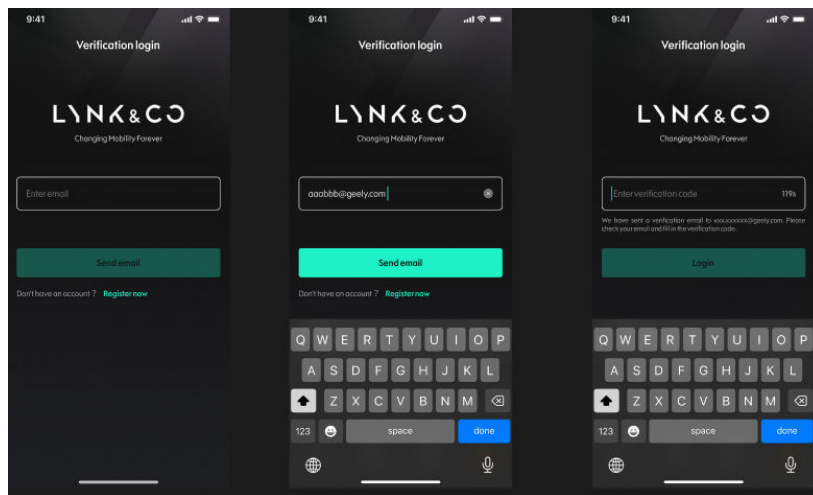 9:41
Verification login
LYNK & CO
Changing Mobility Forever
Enter email
Send email
Don't have an account ? Register now
9:41
Verification login
LYNK & CO
Changing Mobility Forever
aaabbb@geely.com
Send email
Don't have an account ? Register now
Q W E R T Y U I O P
A S D F G H J K L
Z X C V B N M
123 space done
9:41
Verification login
LYNK & CO
Changing Mobility Forever
Enter verification code 119s
We have sent a verification email to xxx.xxxxxx@geely.com. Please
check your email and fill in the verification code.
Login
Q W E R T Y U I O P
A S D F G H J K L
Z X C V B N M
123 space done